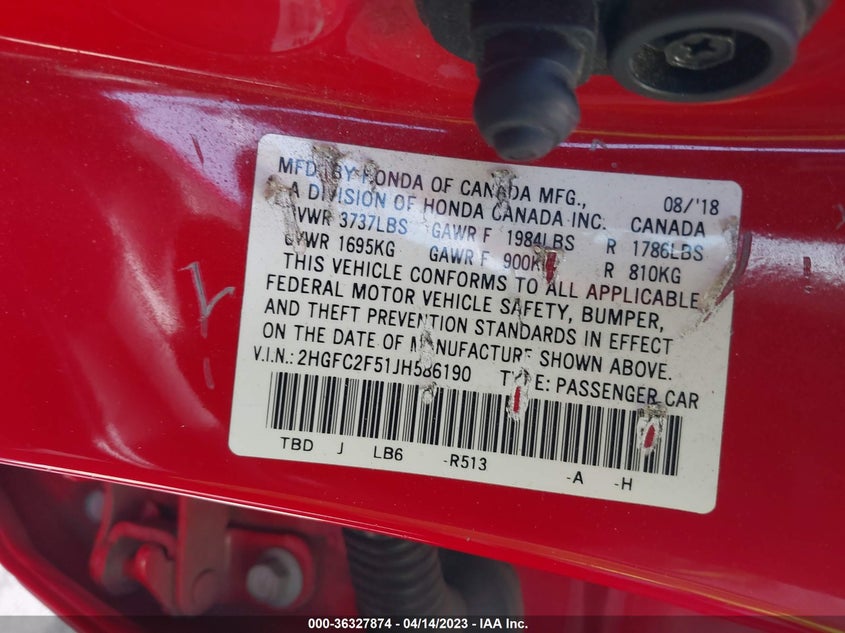 MFD. BY HONDA OF CANADA MFG., 08/'18
A DIVISION OF HONDA CANADA INC. CANADA
GVWR 3737LBS GAWR F 1984LBS R 1786LBS
GVWR 1695KG GAWR F 900KG R 810KG
THIS VEHICLE CONFORMS TO ALL APPLICABLE
FEDERAL MOTOR VEHICLE SAFETY, BUMPER,
AND THEFT PREVENTION STANDARDS IN EFFECT
ON THE DATE OF MANUFACTURE SHOWN ABOVE.
V.I.N.: 2HGFC2F51JH586190 TYPE: PASSENGER CAR
TBD J LB6 -R513 -A -H
000-36327874 / 04/14/2023 - IAA Inc.